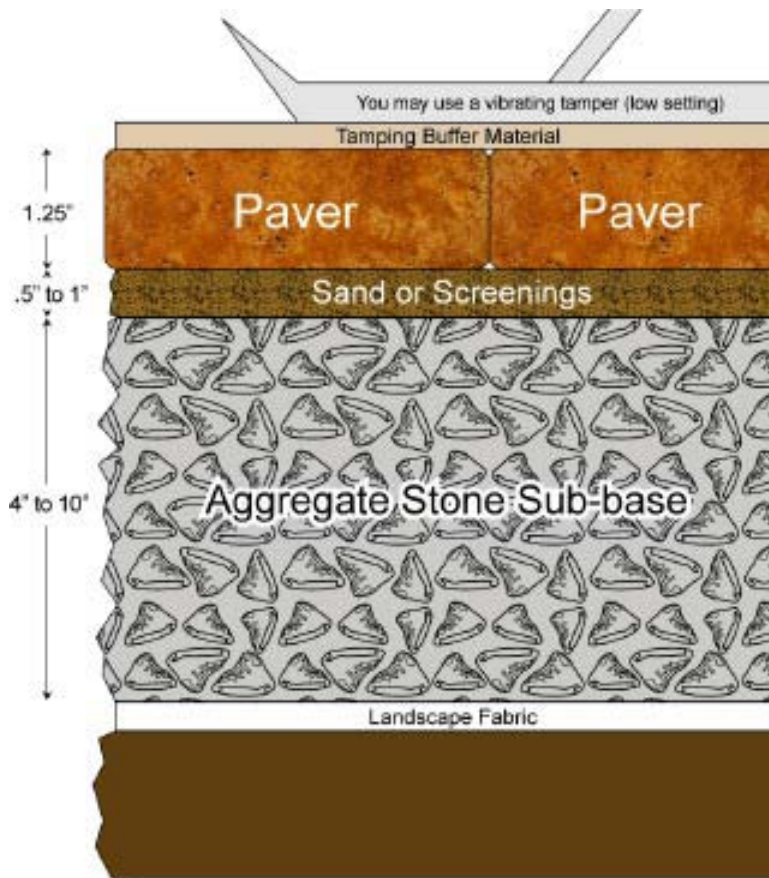 You may use a vibrating tamper (low setting)
Tamping Buffer Material
1.25"
Paver
Paver
.5" to 1"
Sand or Screenings
4" to 10"
Aggregate Stone Sub-base
Landscape Fabric